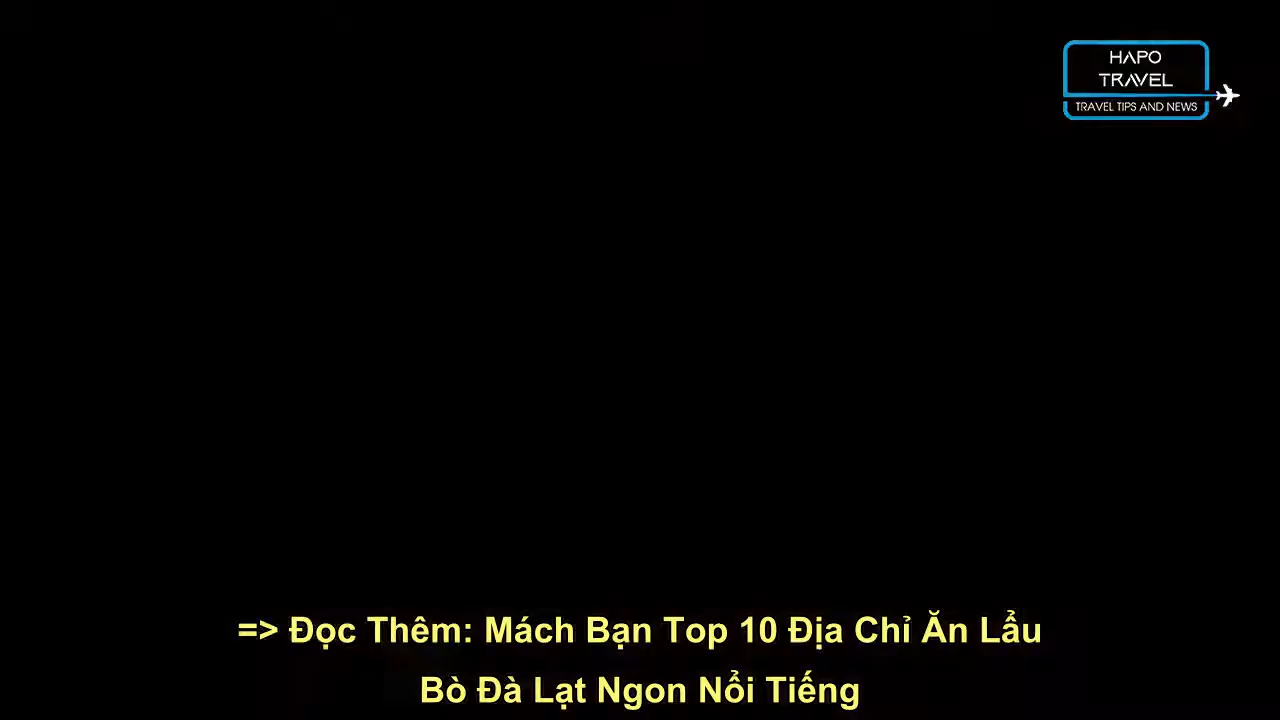 HAPO
TRAVEL
TRAVEL TIPS AND NEWS
=> Đọc Thêm: Mách Bạn Top 10 Địa Chỉ Ăn Lẩu
Bò Đà Lạt Ngon Nổi Tiếng